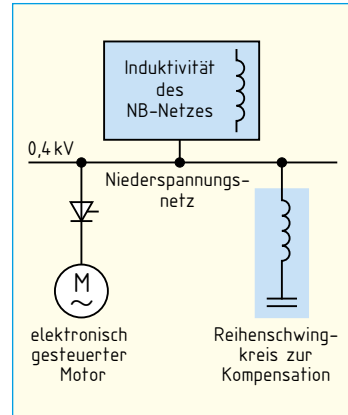 Induktivität
des
NB-Netzes
0,4 kV
Niederspannungs-
netz
M
~
elektronisch
gesteuerter
Motor
Reihenschwing-
kreis zur
Kompensation